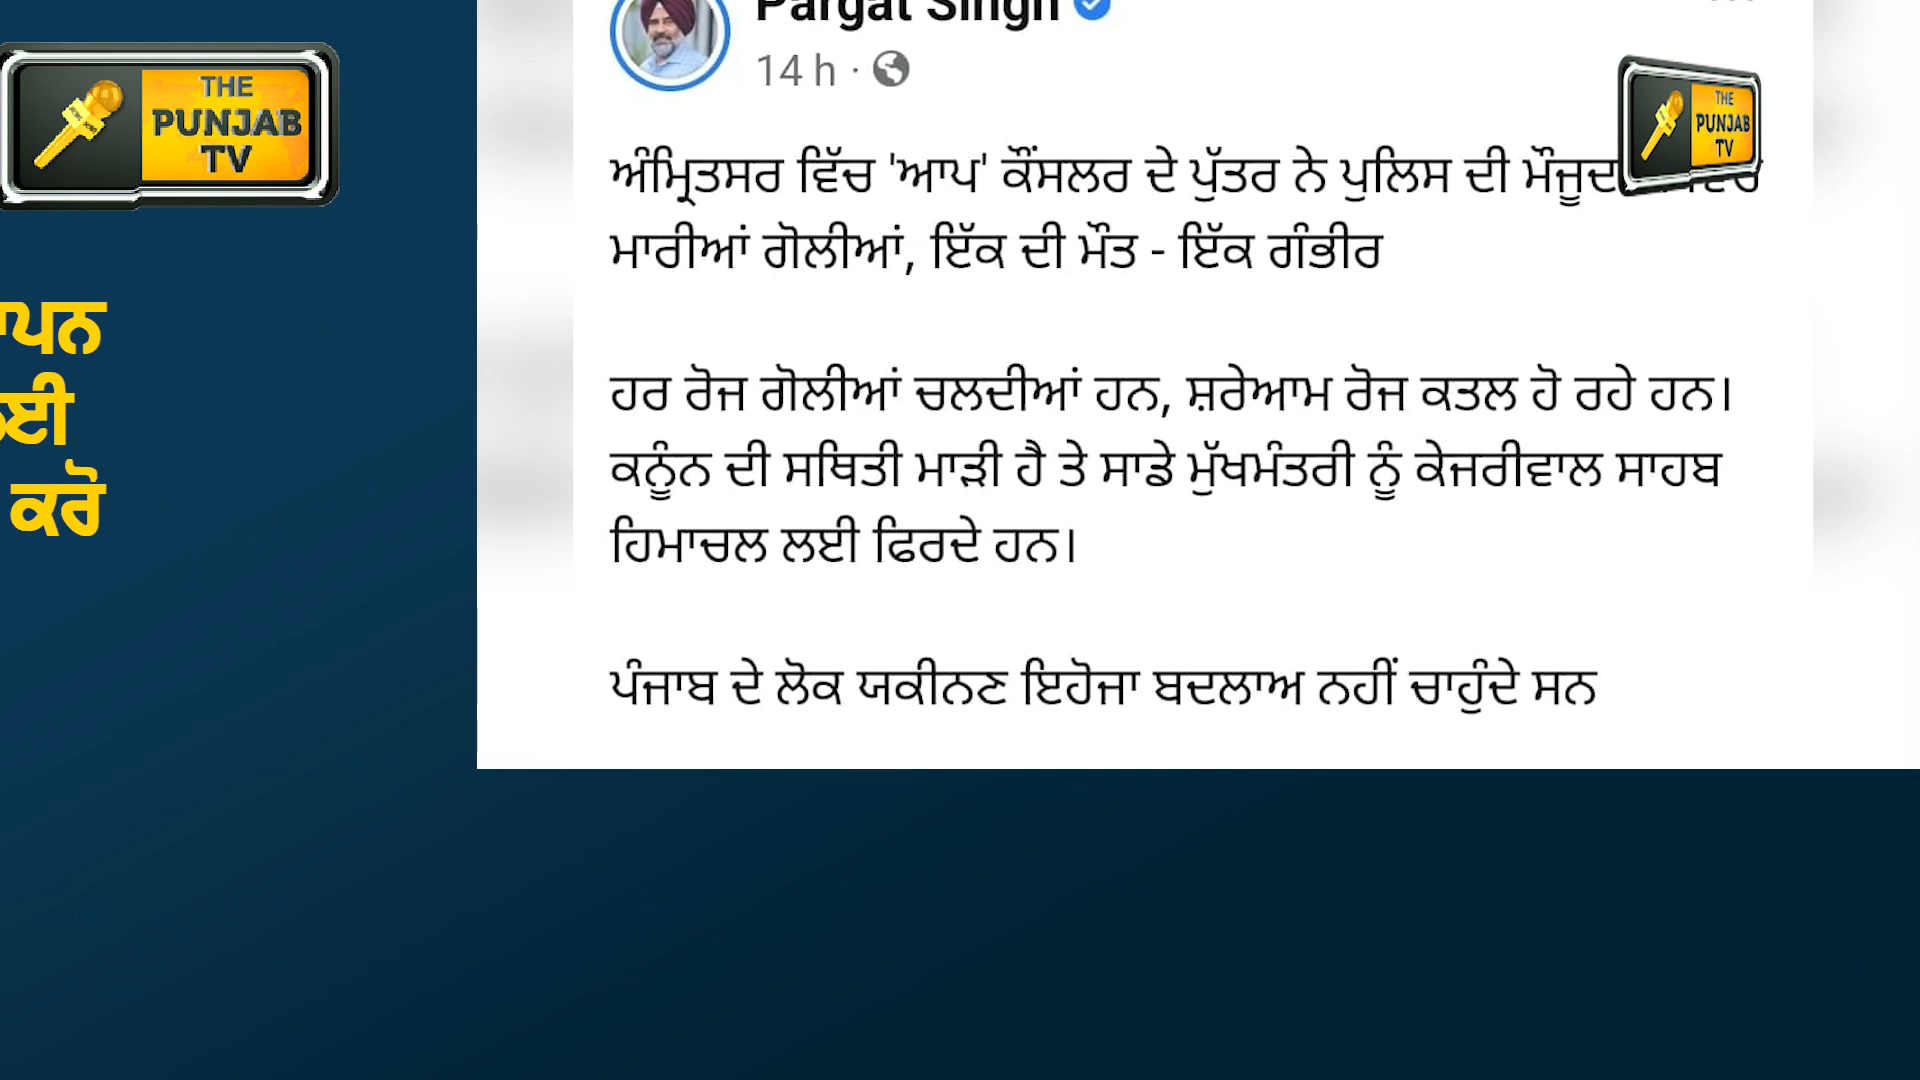 THE
PUNJAB
TV
ਕਰੋ
Pargat Singh
14 h ·
THE
PUNJAB
TV
ਅੰਮ੍ਰਿਤਸਰ ਵਿੱਚ 'ਆਪ' ਕੌਂਸਲਰ ਦੇ ਪੁੱਤਰ ਨੇ ਪੁਲਿਸ ਦੀ
ਮਾਰੀਆਂ ਗੋਲੀਆਂ, ਇੱਕ ਦੀ ਮੌਤ - ਇੱਕ ਗੰਭੀਰ
ਹਰ ਰੋਜ ਗੋਲੀਆਂ ਚਲਦੀਆਂ ਹਨ, ਸ਼ਰੇਆਮ ਰੋਜ ਕਤਲ ਹੋ ਰਹੇ ਹਨ।
ਕਨੂੰਨ ਦੀ ਸਥਿਤੀ ਮਾੜੀ ਹੈ ਤੇ ਸਾਡੇ ਮੁੱਖਮੰਤਰੀ ਨੂੰ ਕੇਜਰੀਵਾਲ ਸਾਹਬ
ਹਿਮਾਚਲ ਲਈ ਫਿਰਦੇ ਹਨ।
ਪੰਜਾਬ ਦੇ ਲੋਕ ਯਕੀਨਣ ਇਹੋਜਾ ਬਦਲਾਅ ਨਹੀਂ ਚਾਹੁੰਦੇ ਸਨ